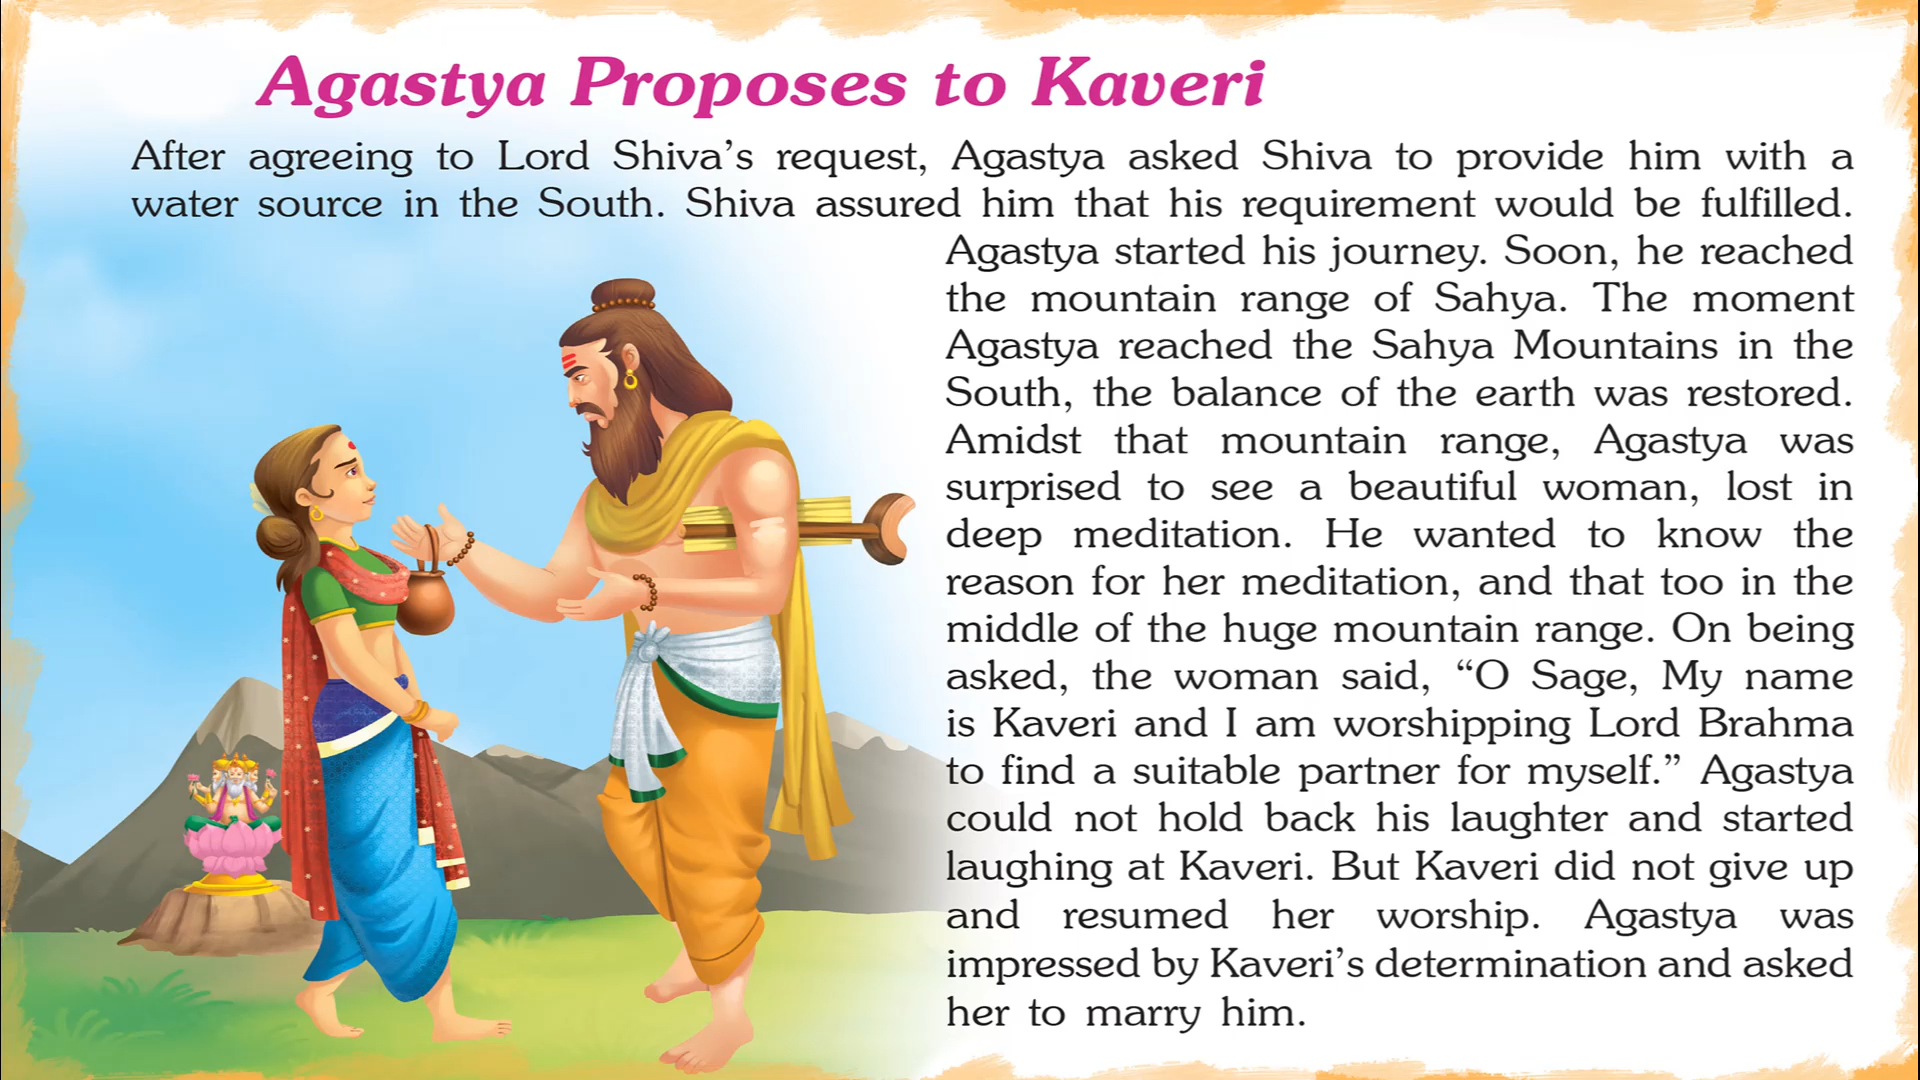 Agastya Proposes to Kaveri
After agreeing to Lord Shiva’s request, Agastya asked Shiva to provide him with a
water source in the South. Shiva assured him that his requirement would be fulfilled.
Agastya started his journey. Soon, he reached
the mountain range of Sahya. The moment
Agastya reached the Sahya Mountains in the
South, the balance of the earth was restored.
Amidst that mountain range, Agastya was
surprised to see a beautiful woman, lost in
deep meditation. He wanted to know the
reason for her meditation, and that too in the
middle of the huge mountain range. On being
asked, the woman said, “O Sage, My name
is Kaveri and I am worshipping Lord Brahma
to find a suitable partner for myself.” Agastya
could not hold back his laughter and started
laughing at Kaveri. But Kaveri did not give up
and resumed her worship. Agastya was
impressed by Kaveri’s determination and asked
her to marry him.